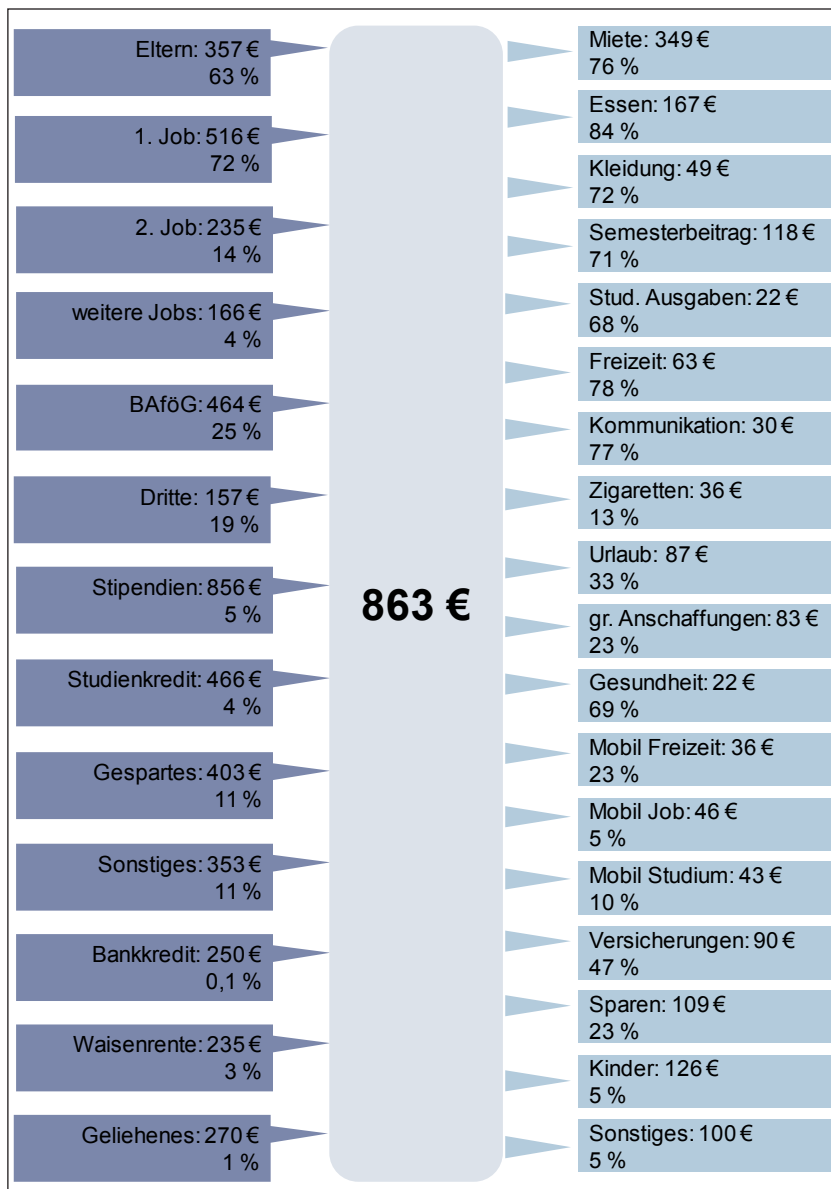 Eltern: 357 €
63 %
1. Job: 516 €
72 %
2. Job: 235 €
14 %
weitere Jobs: 166 €
4 %
BAföG: 464 €
25 %
Dritte: 157 €
19 %
Stipendien: 856 €
5 %
Studienkredit: 466 €
4 %
Gespartes: 403 €
11 %
Sonstiges: 353 €
11 %
Bankkredit: 250 €
0,1 %
Waisenrente: 235 €
3 %
Geliehenes: 270 €
1 %
863 €
Miete: 349 €
76 %
Essen: 167 €
84 %
Kleidung: 49 €
72 %
Semesterbeitrag: 118 €
71 %
Stud. Ausgaben: 22 €
68 %
Freizeit: 63 €
78 %
Kommunikation: 30 €
77 %
Zigaretten: 36 €
13 %
Urlaub: 87 €
33 %
gr. Anschaffungen: 83 €
23 %
Gesundheit: 22 €
69 %
Mobil Freizeit: 36 €
23 %
Mobil Job: 46 €
5 %
Mobil Studium: 43 €
10 %
Versicherungen: 90 €
47 %
Sparen: 109 €
23 %
Kinder: 126 €
5 %
Sonstiges: 100 €
5 %